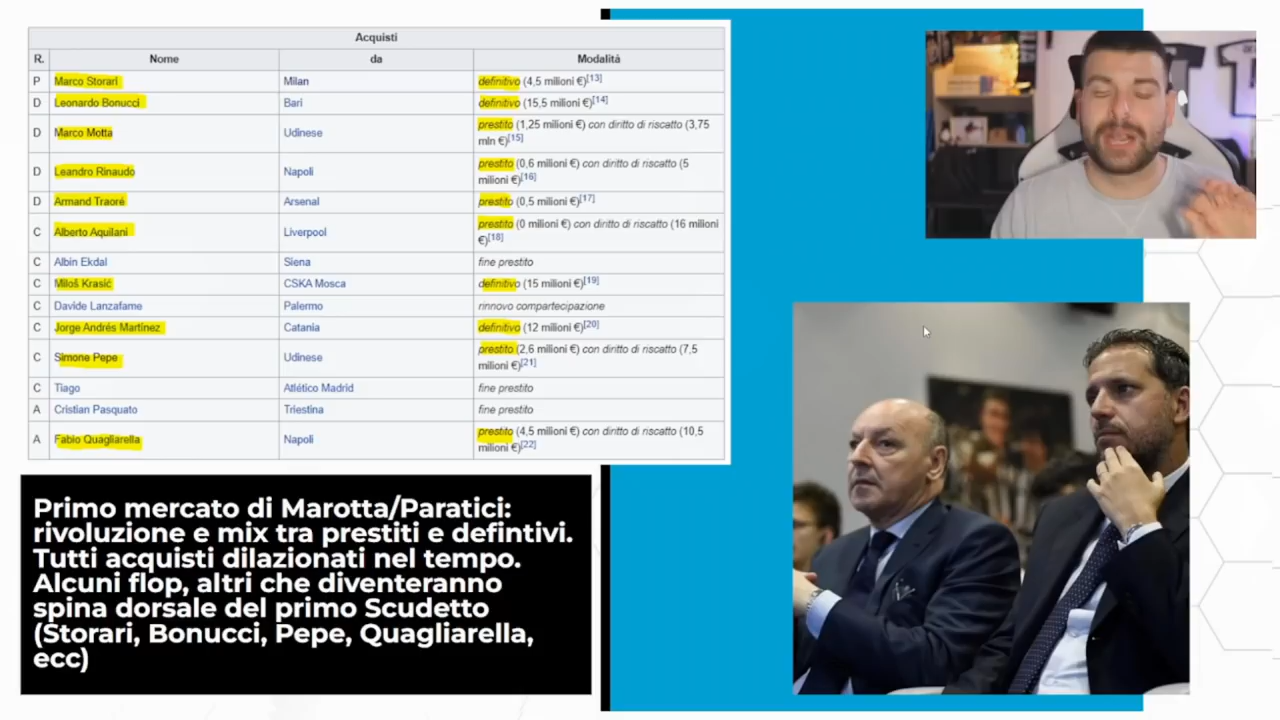 Acquisti
R. Nome da Modalità
P Marco Storari Milan definitivo (4,5 milioni €)[13]
D Leonardo Bonucci Bari definitivo (15,5 milioni €)[14]
D Marco Motta Udinese prestito (1,25 milioni €) con diritto di riscatto (3,75
mln €)[15]
D Leandro Rinaudo Napoli prestito (0,6 milioni €) con diritto di riscatto (5
milioni €)[16]
D Armand Traoré Arsenal prestito (0,5 milioni €)[17]
C Alberto Aquilani Liverpool prestito (0 milioni €) con diritto di riscatto (16 milioni
€)[18]
C Albin Ekdal Siena fine prestito
C Miloš Krasić CSKA Mosca definitivo (15 milioni €)[19]
C Davide Lanzafame Palermo rinnovo compartecipazione
C Jorge Andrés Martínez Catania definitivo (12 milioni €)[20]
C Simone Pepe Udinese prestito (2,6 milioni €) con diritto di riscatto (7,5
milioni €)[21]
C Tiago Atlético Madrid fine prestito
A Cristian Pasquato Triestina fine prestito
A Fabio Quagliarella Napoli prestito (4,5 milioni €) con diritto di riscatto (10,5
milioni €)[22]
Primo mercato di Marotta/Paratici:
rivoluzione e mix tra prestiti e defintivi.
Tutti acquisti dilazionati nel tempo.
Alcuni flop, altri che diventeranno
spina dorsale del primo Scudetto
(Storari, Bonucci, Pepe, Quagliarella,
ecc)